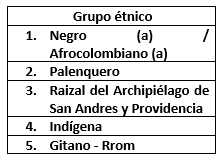 Grupo étnico
1. Negro (a) /
Afrocolombiano (a)
2. Palenquero
3. Raizal del Archipiélago de
San Andres y Providencia
4. Indígena
5. Gitano - Rrom